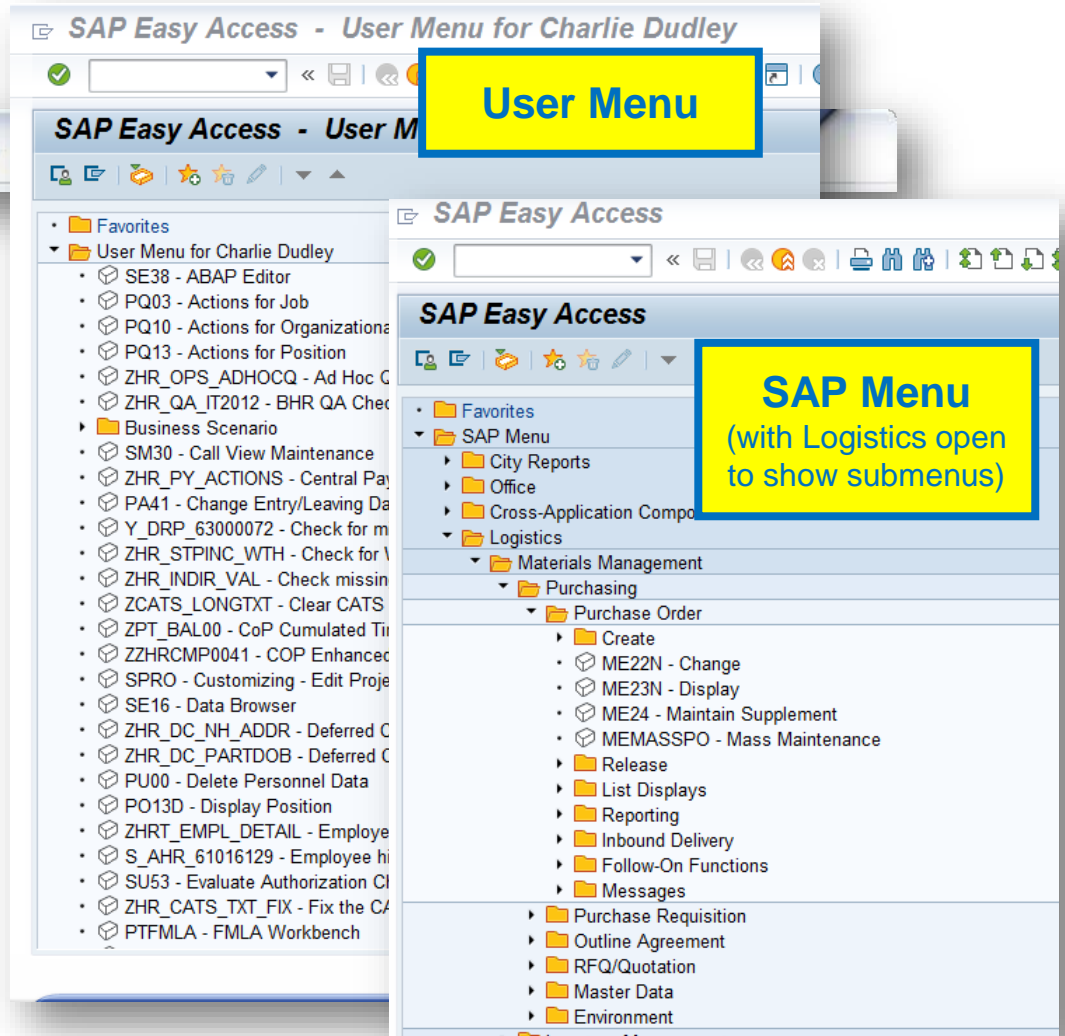 SAP Easy Access - User Menu for Charlie Dudley
User Menu
SAP Easy Access - User M
Favorites
User Menu for Charlie Dudley
SE38 - ABAP Editor
PQ03 - Actions for Job
PQ10 - Actions for Organizationa
PQ13 - Actions for Position
ZHR_OPS_ADHOCQ - Ad Hoc
ZHR_QA_IT2012 - BHR QA Chec
Business Scenario
SM30 - Call View Maintenance
ZHR_PY_ACTIONS - Central Pay
PA41 - Change Entry/Leaving Da
Y_DRP_63000072 - Check for m
ZHR_STPINC_WTH - Check for
ZHR_INDIR_VAL - Check missin
ZCATS_LONGTXT - Clear CATS
ZPT_BAL00 - CoP Cumulated Ti
ZZHRCMP0041 - COP Enhanced
SPRO - Customizing - Edit Proje
SE16 - Data Browser
ZHR_DC_NH_ADDR - Deferred
ZHR_DC_PARTDOB - Deferred
PU00 - Delete Personnel Data
PO13D - Display Position
ZHRT_EMPL_DETAIL - Employe
S_AHR_61016129 - Employee hi
SU53 - Evaluate Authorization
ZHR_CATS_TXT_FIX - Fix the CA
PTFMLA - FMLA Workbench
SAP Easy Access
SAP Easy Access
SAP Menu
(with Logistics open
to show submenus)
Favorites
SAP Menu
City Reports
Office
Cross-Application Compo
Logistics
Materials Management
Purchasing
Purchase Order
Create
ME22N - Change
ME23N - Display
ME24 - Maintain Supplement
MEMASSPO - Mass Maintenance
Release
List Displays
Reporting
Inbound Delivery
Follow-On Functions
Messages
Purchase Requisition
Outline Agreement
RFQ/Quotation
Master Data
Environment